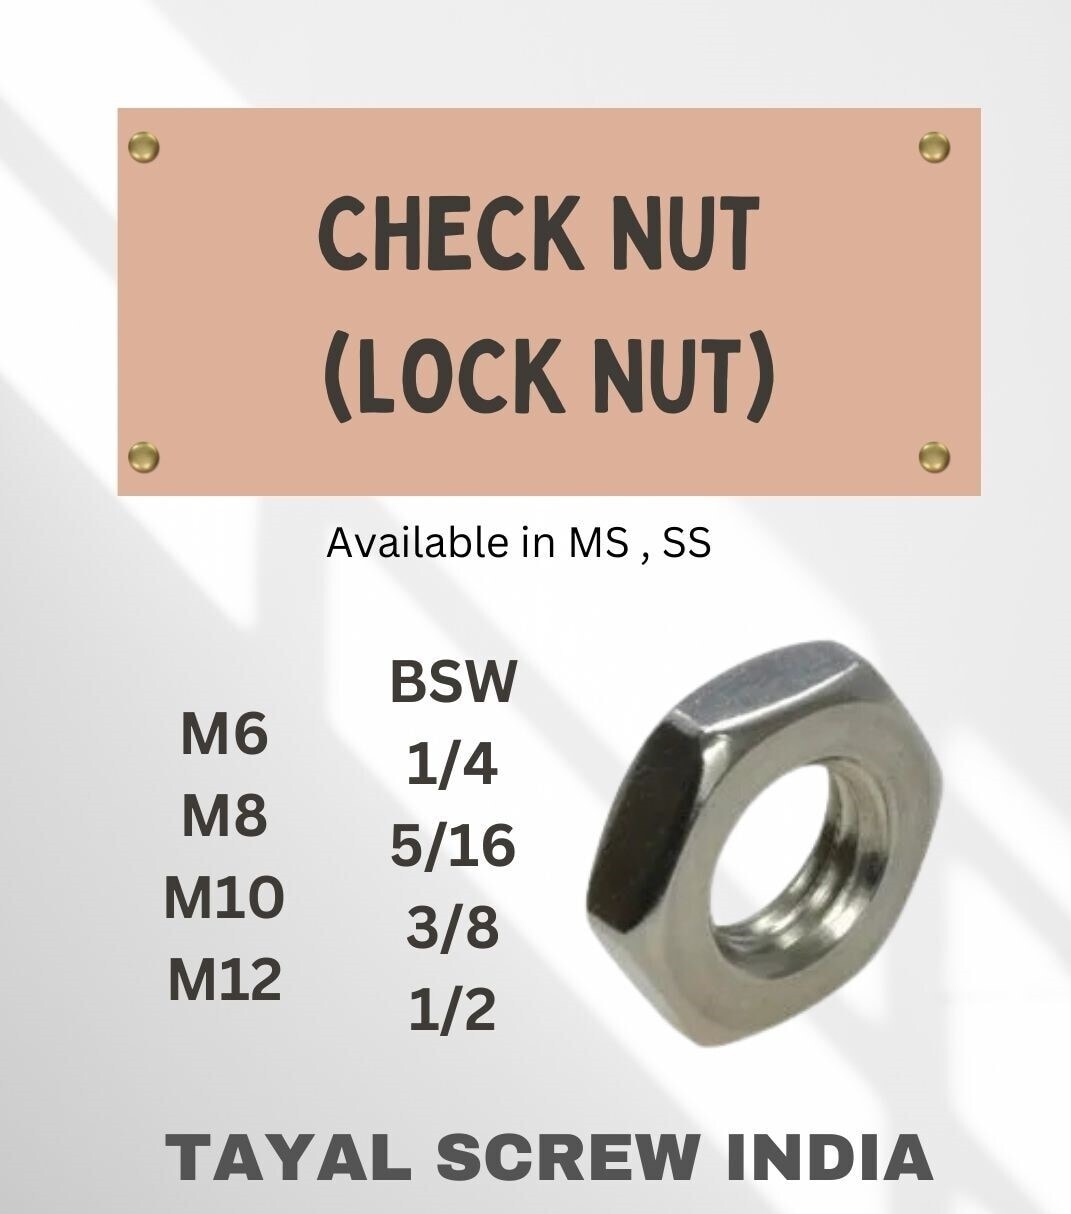 CHECK NUT
(LOCK NUT)
Available in MS , SS
M6
M8
M10
M12
BSW
1/4
5/16
3/8
1/2
TAYAL SCREW INDIA